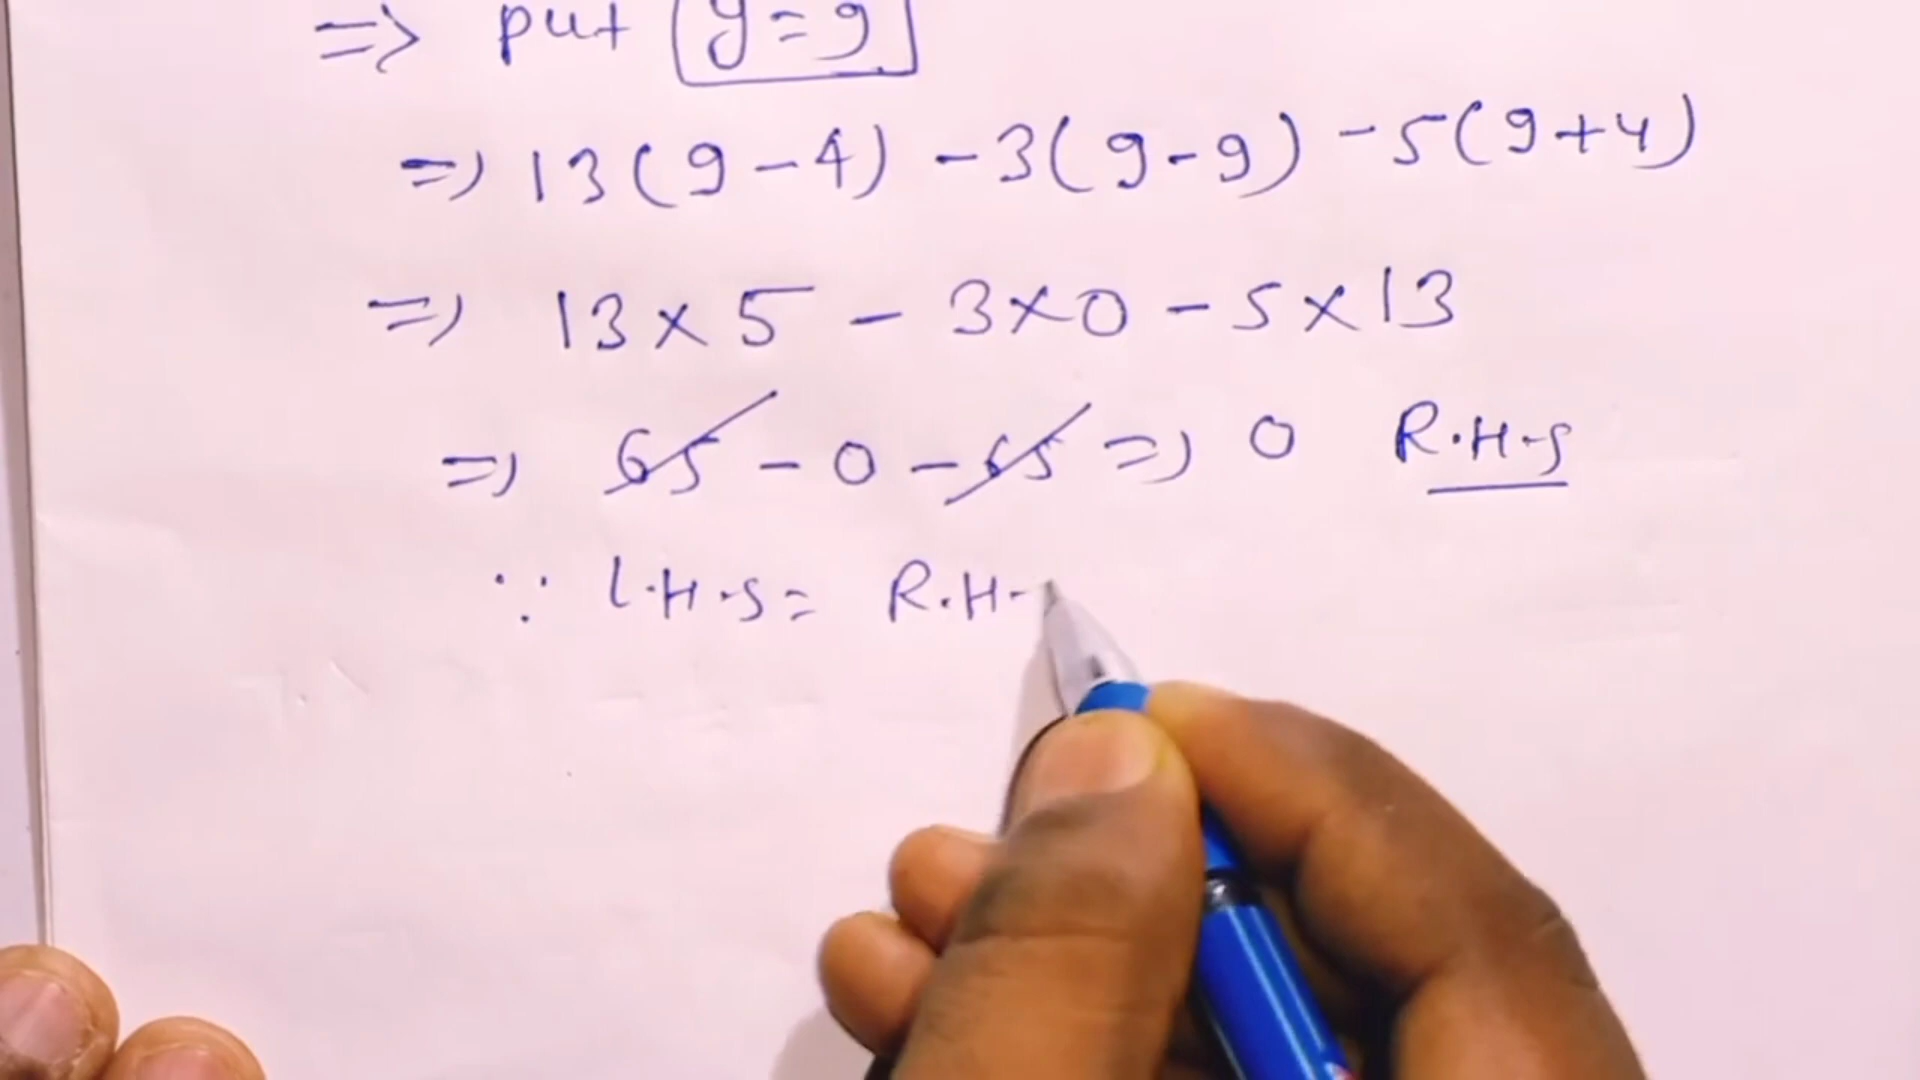 => put y=9
=> 13(9-4) -3(9-9) -5(9+4)
=> 13×5 - 3×0 - 5×13
=> 65 - 0 - 65 => 0 R.H.S
∵ L.H.S = R.H.